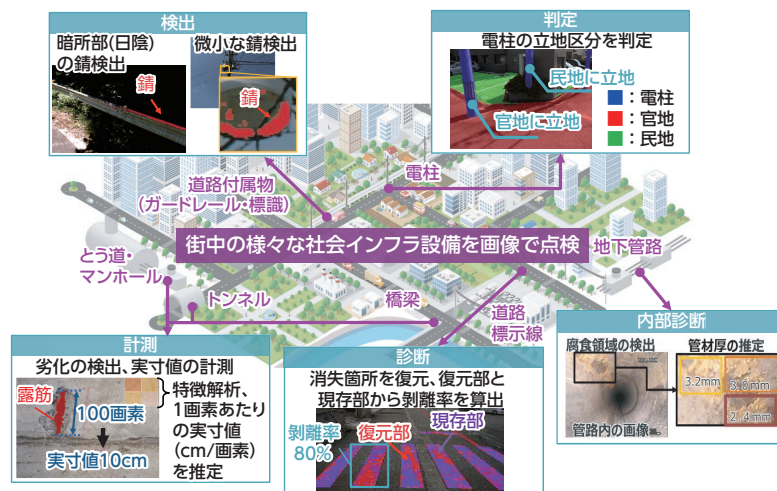 検出
暗所部(日陰)
の錆検出
錆
微小な錆検出
錆
判定
電柱の立地区分を判定
民地に立地
官地に立地
：電柱
：官地
：民地
電柱
道路付属物
(ガードレール・標識)
街中の様々な社会インフラ設備を画像で点検
とう道・
マンホール
トンネル
橋梁
道路
標示線
地下管路
計測
劣化の検出、実寸値の計測
露筋
100画素
実寸値10cm
特徴解析、
1画素あたり
の実寸値
(cm/画素)
を推定
診断
消失箇所を復元、復元部と
現存部から剥離率を算出
剥離率
80%
復元部
現存部
内部診断
腐食領域の検出
管路内の画像
管材厚の推定
3.2mm
3.0mm
2.4mm